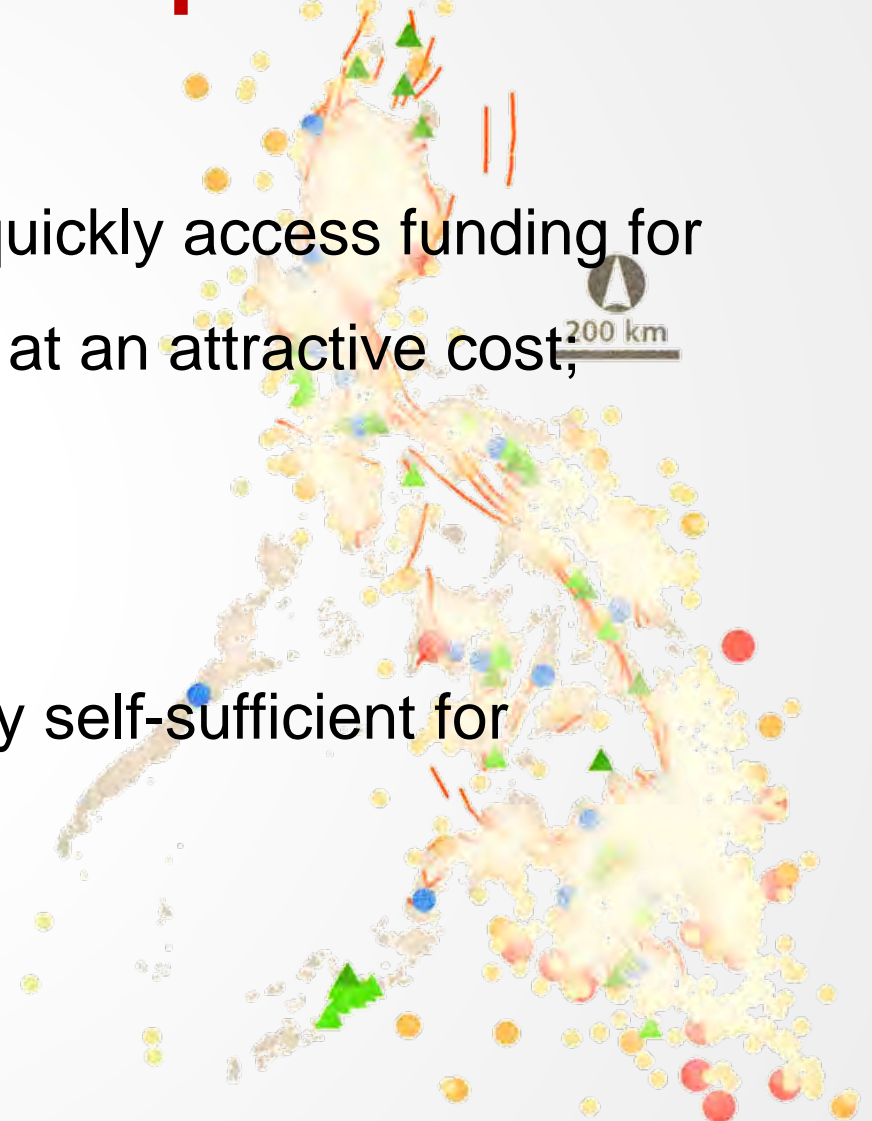 quickly access funding for
at an attractive cost;
200 km
y self-sufficient for